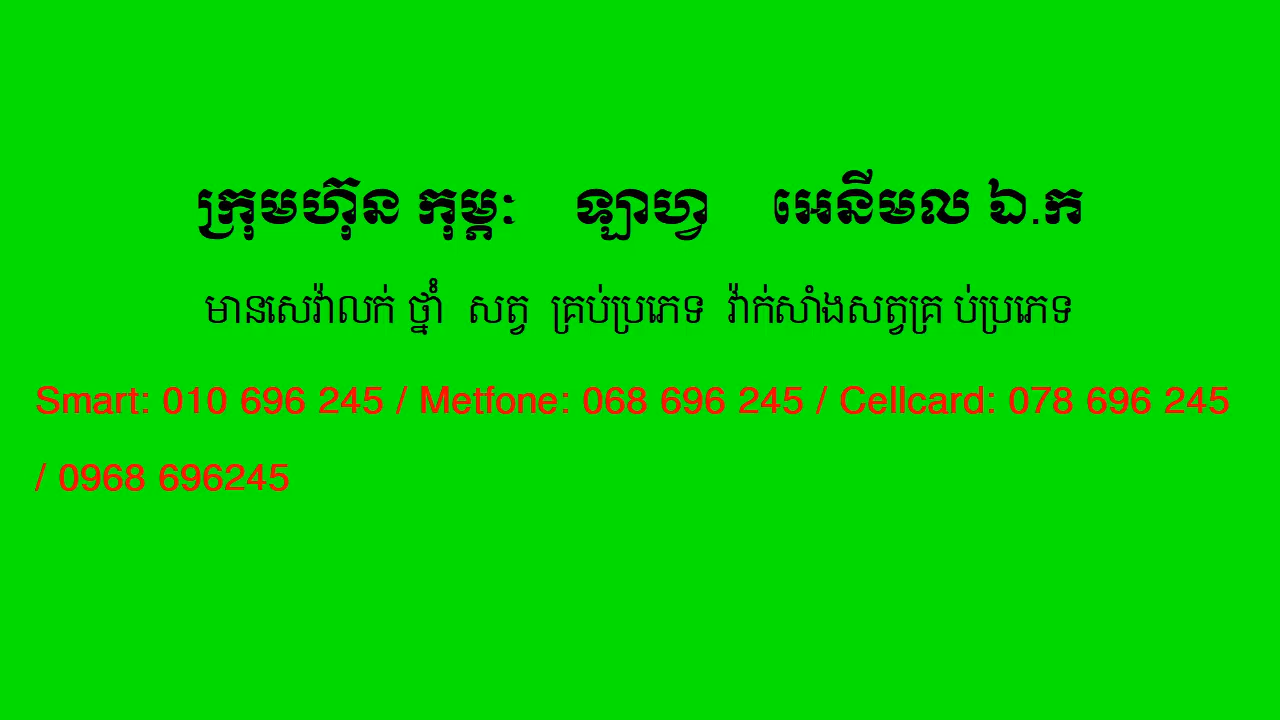 ក្រុមហ៊ុន កុម្ភះ ឡាហ្វ អេនីមល ឯ.ក
មានសេវ៉ាលក់ ថ្នាំ សត្វ គ្រប់ប្រភេទ វ៉ាក់សាំងសត្វគ្រ ប់ប្រភេទ
Smart: 010 696 245 / Metfone: 068 696 245 / Cellcard: 078 696 245
/ 0968 696245